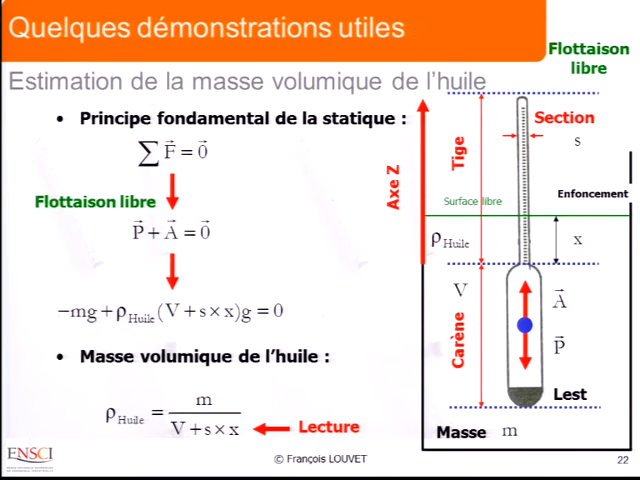 Quelques démonstrations utiles
Estimation de la masse volumique de l'huile
• Principe fondamental de la statique :
∑ F⃗ = 0⃗
Flottaison libre
P⃗ + A⃗ = 0⃗
−mg + ρHuile (V + s × x)g = 0
• Masse volumique de l'huile :
ρHuile = m / (V + s × x)
Lecture
Flottaison
libre
Section
s
Tige
Axe Z
Enfoncement
Surface libre
ρHuile
x
V
Carène
A⃗
P⃗
Lest
Masse m
ENSCI
© François LOUVET
22